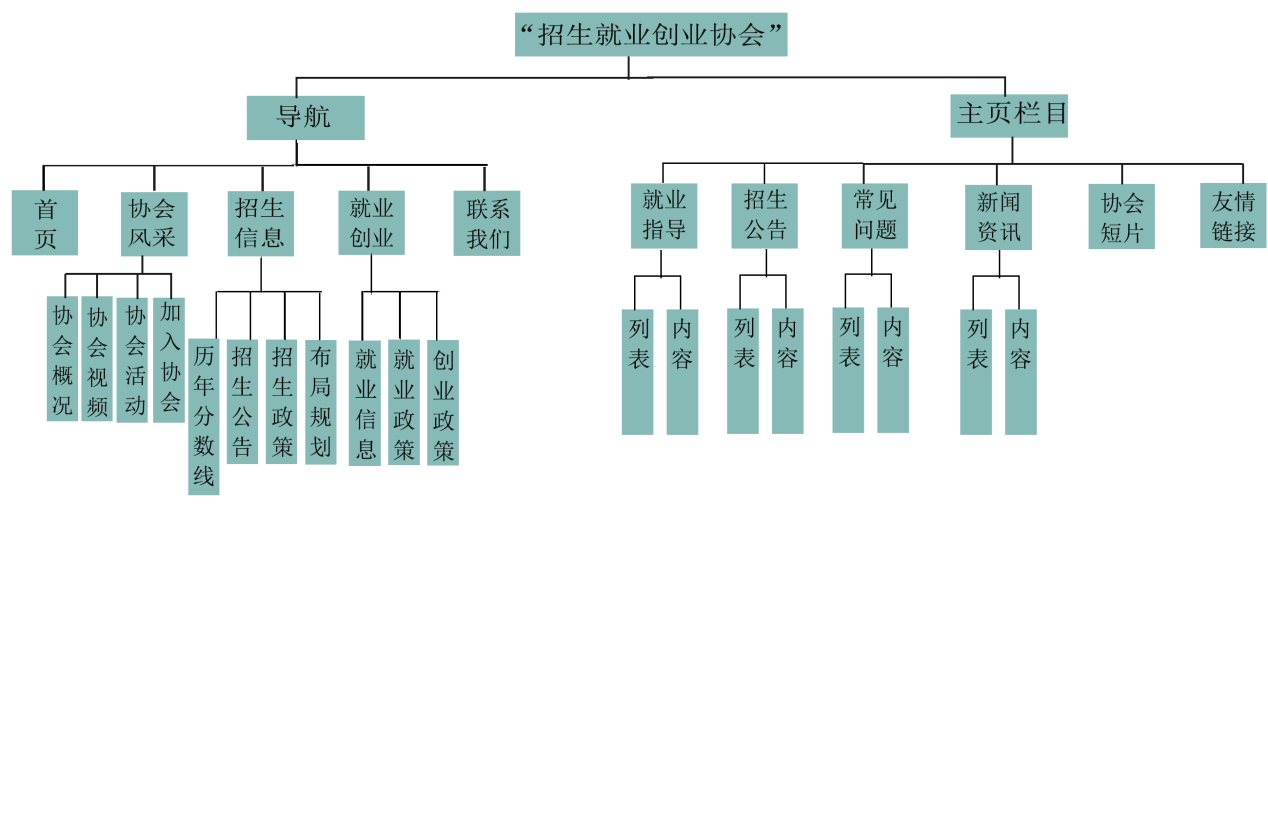 “招生就业创业协会”
导航
主页栏目
首
页
协会
风采
招生
信息
就业
创业
联系
我们
就业
指导
招生
公告
常见
问题
新闻
资讯
协会
短片
友情
链接
协会概况
协会视频
协会活动
加入协会
历年分数线
招生公告
招生政策
布局规划
就业信息
就业政策
创业政策
列表
内容
列表
内容
列表
内容
列表
内容